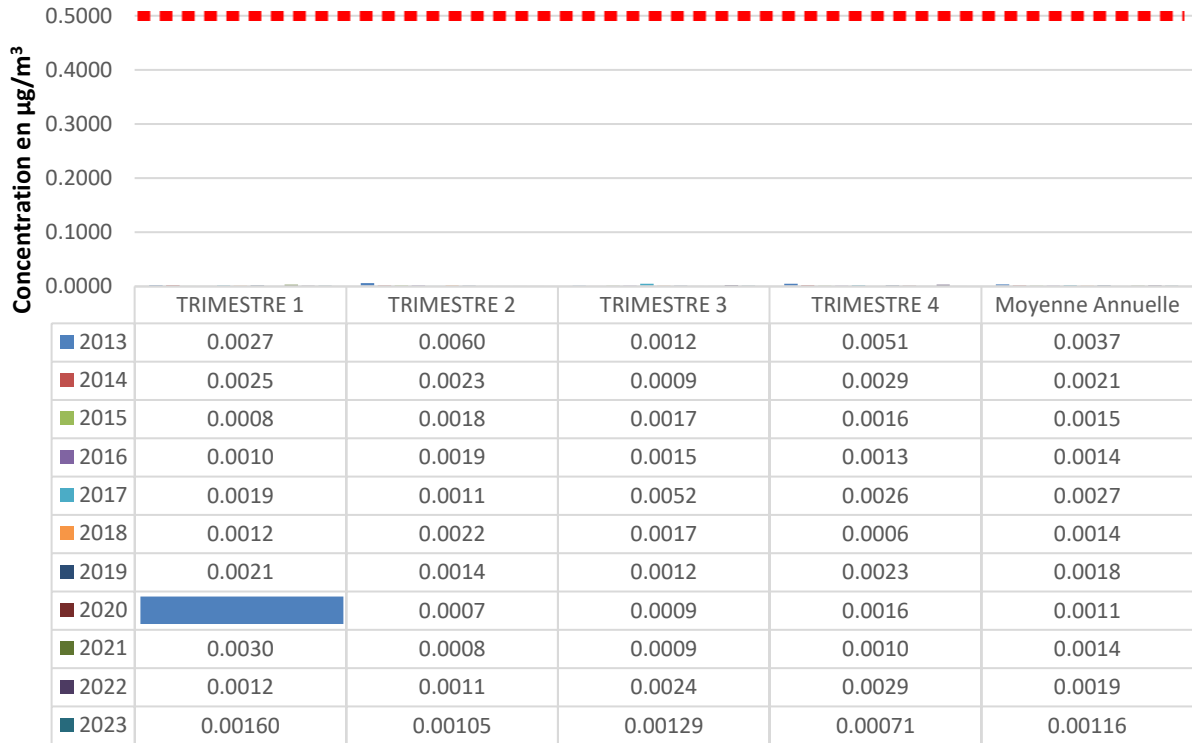 Concentration en µg/m³
0.5000
0.4000
0.3000
0.2000
0.1000
0.0000
TRIMESTRE 1 TRIMESTRE 2 TRIMESTRE 3 TRIMESTRE 4 Moyenne Annuelle
2013 0.0027 0.0060 0.0012 0.0051 0.0037
2014 0.0025 0.0023 0.0009 0.0029 0.0021
2015 0.0008 0.0018 0.0017 0.0016 0.0015
2016 0.0010 0.0019 0.0015 0.0013 0.0014
2017 0.0019 0.0011 0.0052 0.0026 0.0027
2018 0.0012 0.0022 0.0017 0.0006 0.0014
2019 0.0021 0.0014 0.0012 0.0023 0.0018
2020 0.0007 0.0009 0.0016 0.0011
2021 0.0030 0.0008 0.0009 0.0010 0.0014
2022 0.0012 0.0011 0.0024 0.0029 0.0019
2023 0.00160 0.00105 0.00129 0.00071 0.00116